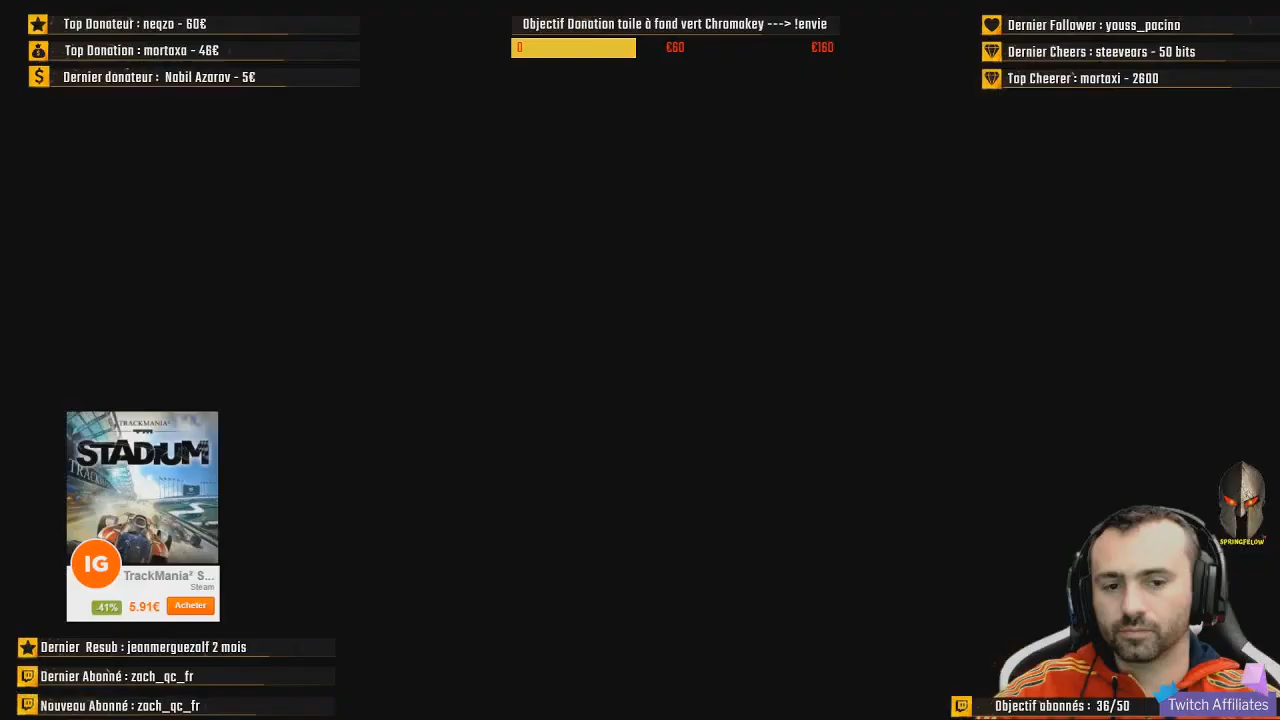 Top Donateur : neqzo - 60€
Top Donation : mortaxa - 46€
Dernier donateur : Nabil Azorov - 5€
Objectif Donation toile à fond vert Chromakey ---> !envie
0 €60 €160
Dernier Follower : youss_pacino
Dernier Cheers : steevears - 50 bits
Top Cheerer : mortaxi - 2600
TRACKMANIA²
STADIUM
IG
TrackMania² S...
Steam
-41% 5.91€ Acheter
SPRINGFELOW
Dernier Resub : jeanmerguezalf 2 mois
Dernier Abonné : zach_qc_fr
Nouveau Abonné : zach_qc_fr
Objectif abonnés : 36/50
Twitch Affiliates